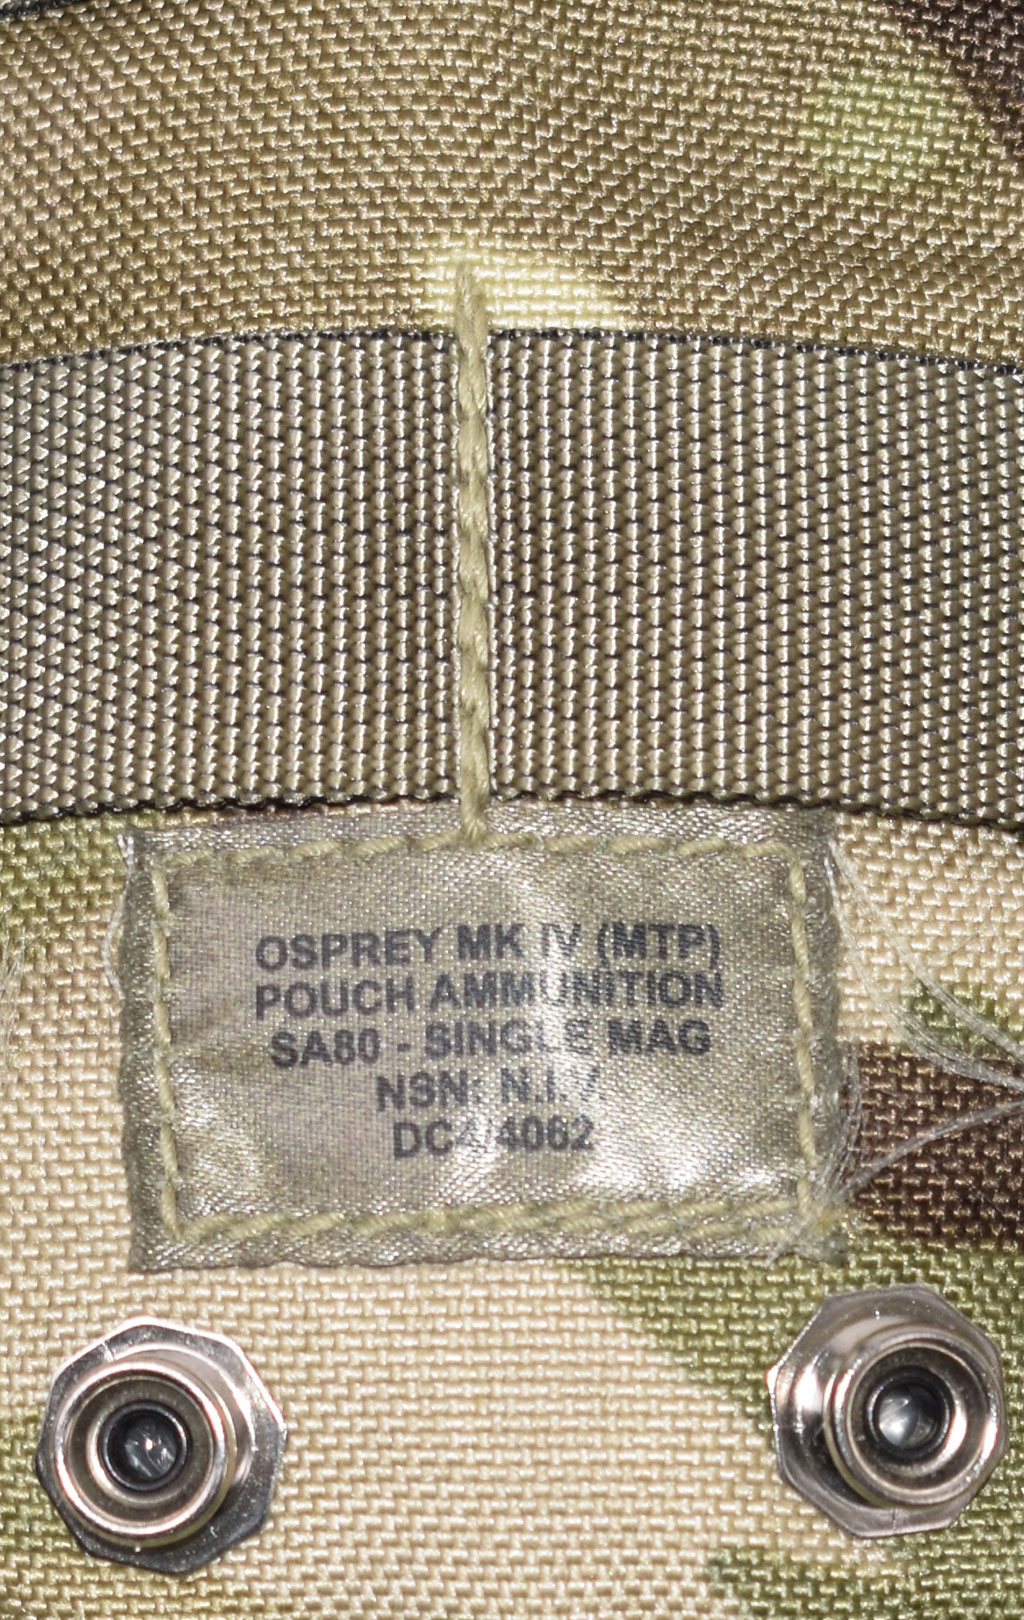 OSPREY MK IV (MTP)
POUCH AMMUNITION
SA80 - SINGLE MAG
NSN: N.I.V.
DC4/4062